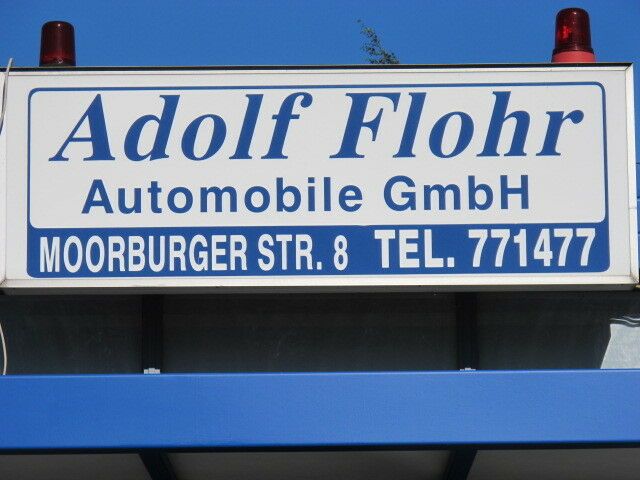 Adolf Flohr
Automobile GmbH
MOORBURGER STR. 8 TEL. 771477